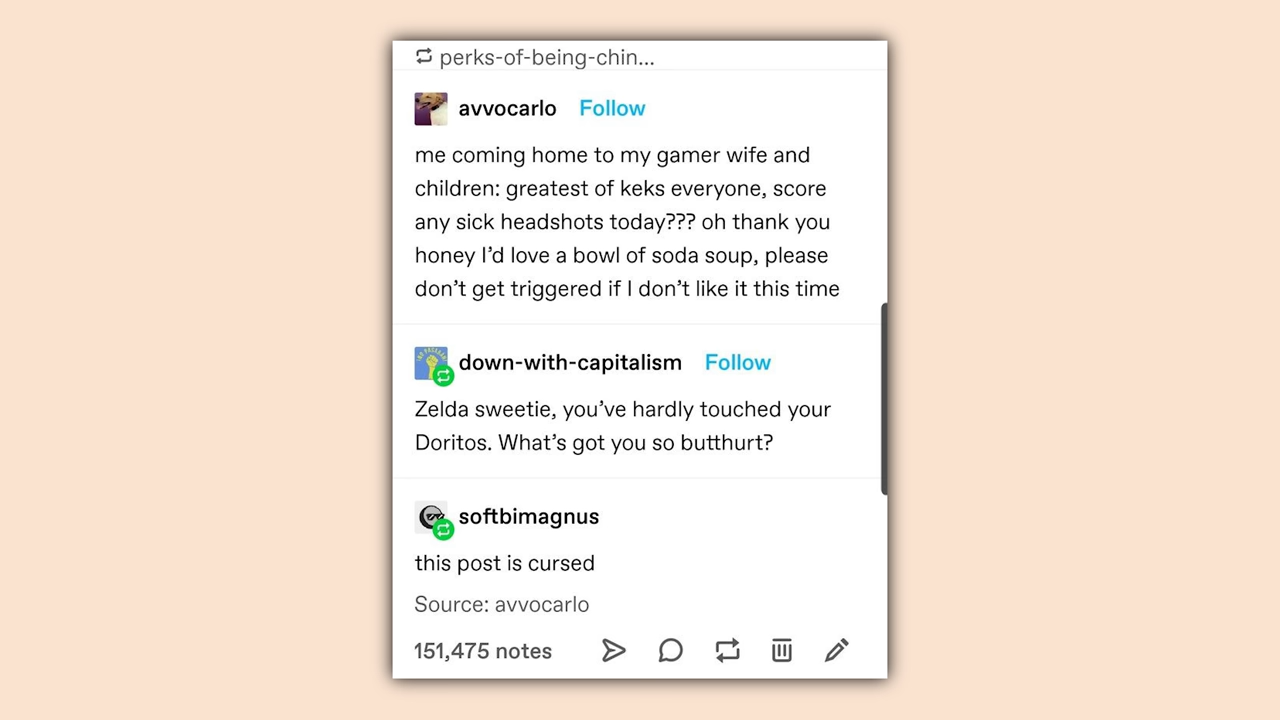 perks-of-being-chin...
avvocarlo Follow
me coming home to my gamer wife and
children: greatest of keks everyone, score
any sick headshots today??? oh thank you
honey I’d love a bowl of soda soup, please
don’t get triggered if I don’t like it this time
down-with-capitalism Follow
Zelda sweetie, you’ve hardly touched your
Doritos. What’s got you so butthurt?
softbimagnus
this post is cursed
Source: avvocarlo
151,475 notes